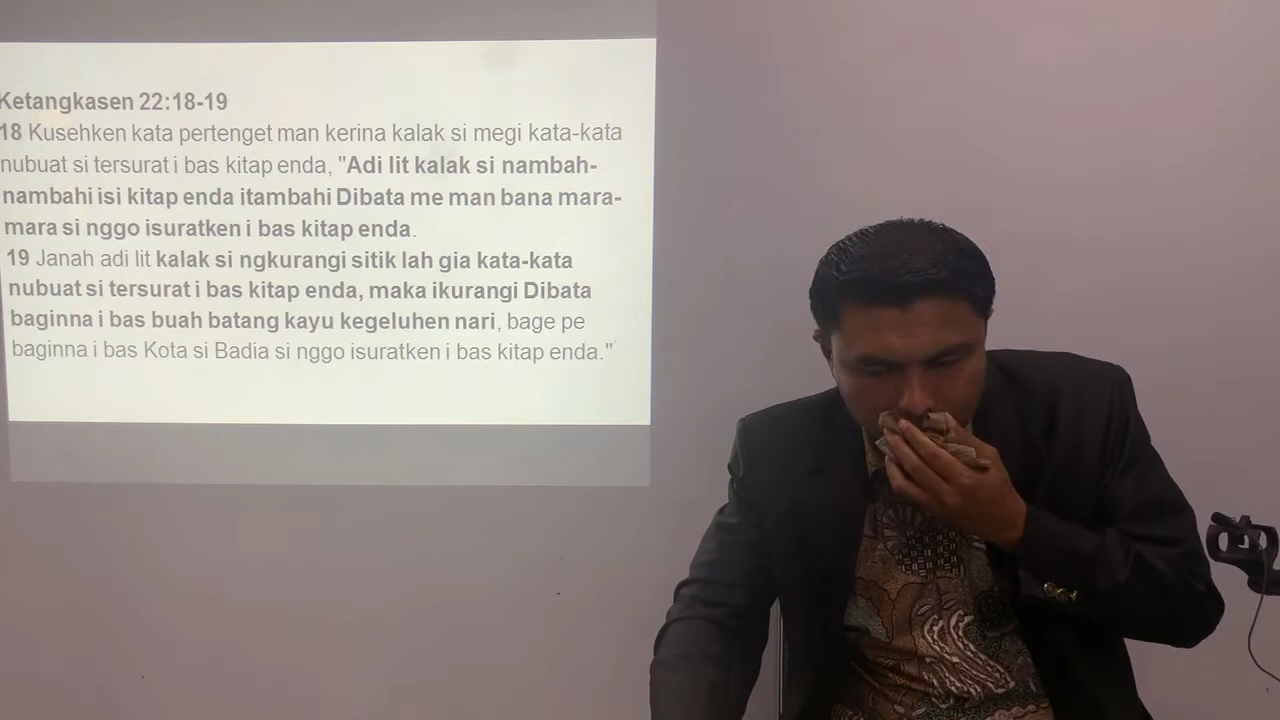 Ketangkasen 22:18-19
18 Kusehken kata pertenget man kerina kalak si megi kata-kata
nubuat si tersurat i bas kitap enda, "Adi lit kalak si nambah-
nambahi isi kitap enda itambahi Dibata me man bana mara-
mara si nggo isuratken i bas kitap enda.
19 Janah adi lit kalak si ngkurangi sitik lah gia kata-kata
nubuat si tersurat i bas kitap enda, maka ikurangi Dibata
baginna i bas buah batang kayu kegeluhen nari, bage pe
baginna i bas Kota si Badia si nggo isuratken i bas kitap enda."